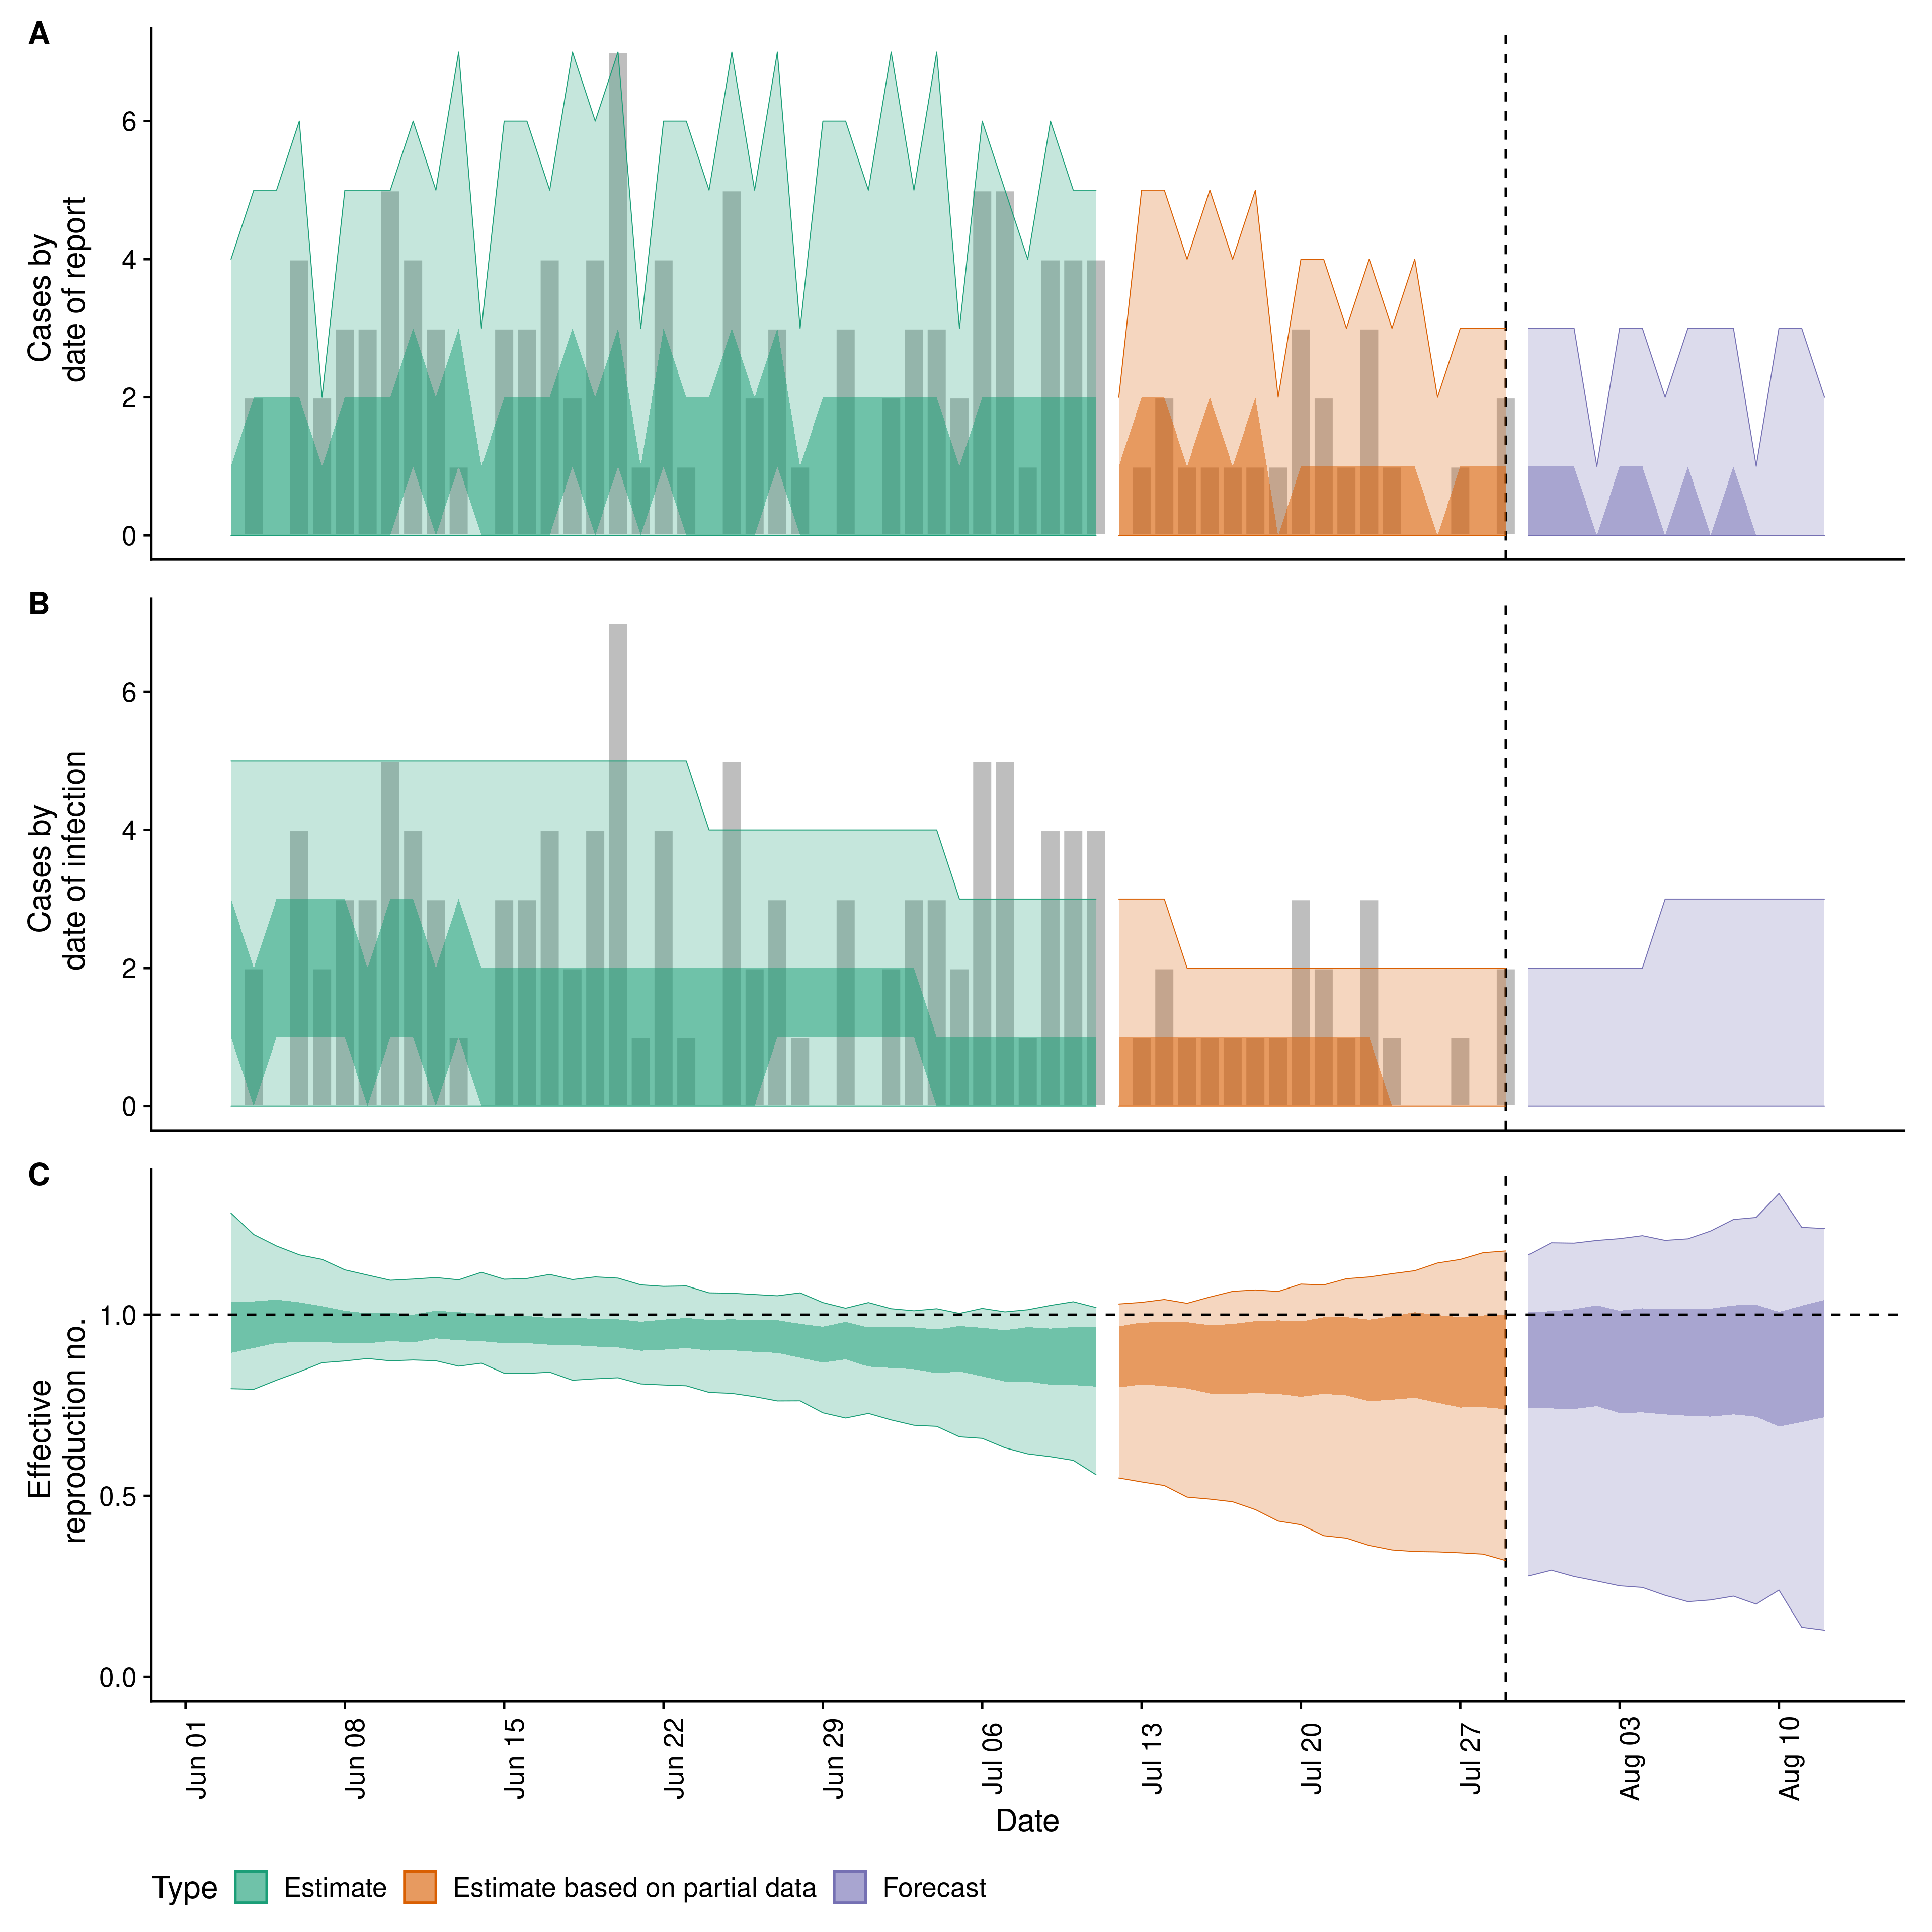 A
Cases by
date of report
6
4
2
0
B
Cases by
date of infection
6
4
2
0
C
Effective
reproduction no.
1.0
0.5
0.0
Jun 01
Jun 08
Jun 15
Jun 22
Jun 29
Jul 06
Jul 13
Jul 20
Jul 27
Aug 03
Aug 10
Date
Type
Estimate
Estimate based on partial data
Forecast